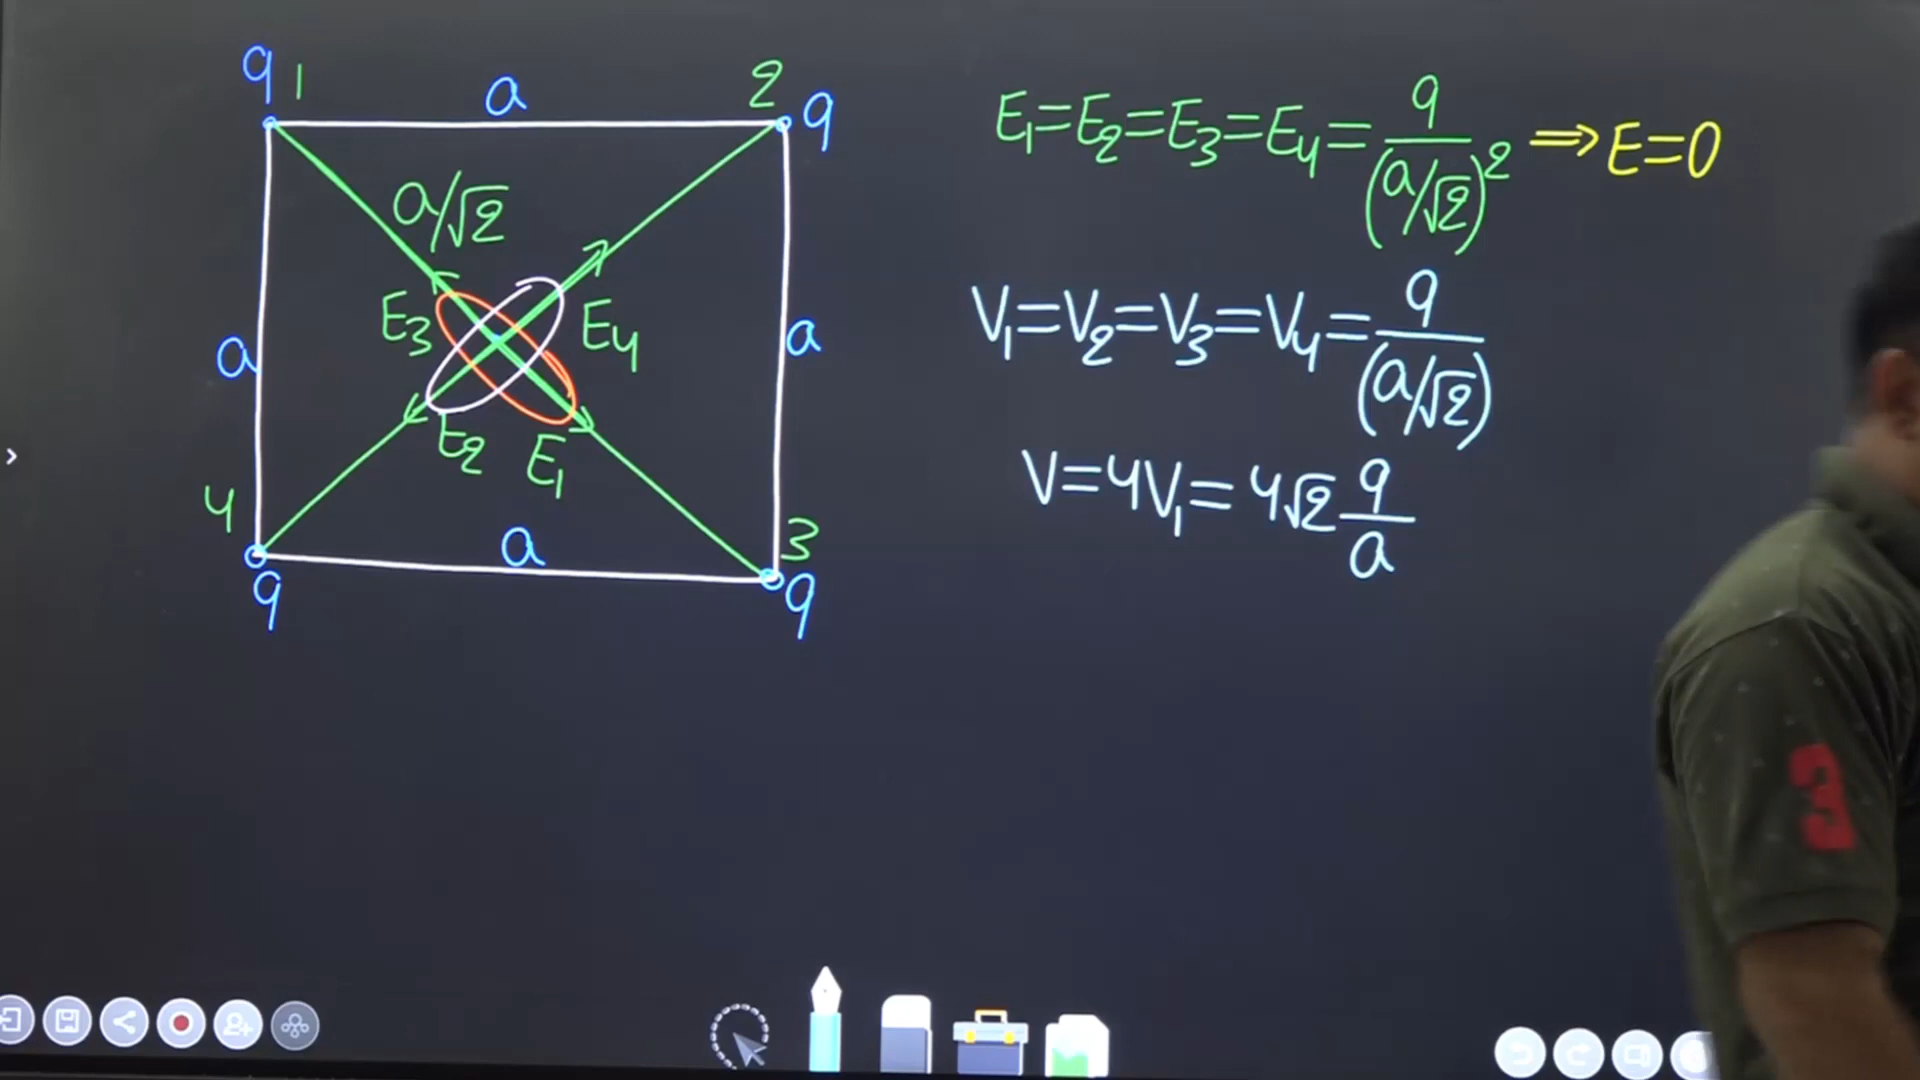 q 1
a
2 q
a/√2
E₃
E₄
a
a
E₂
E₁
4
q
a
3
q
E₁=E₂=E₃=E₄= q/(a/√2)² ⇒ E=0
V₁=V₂=V₃=V₄= q/(a/√2)
V=4V₁=4√2 q/a
3